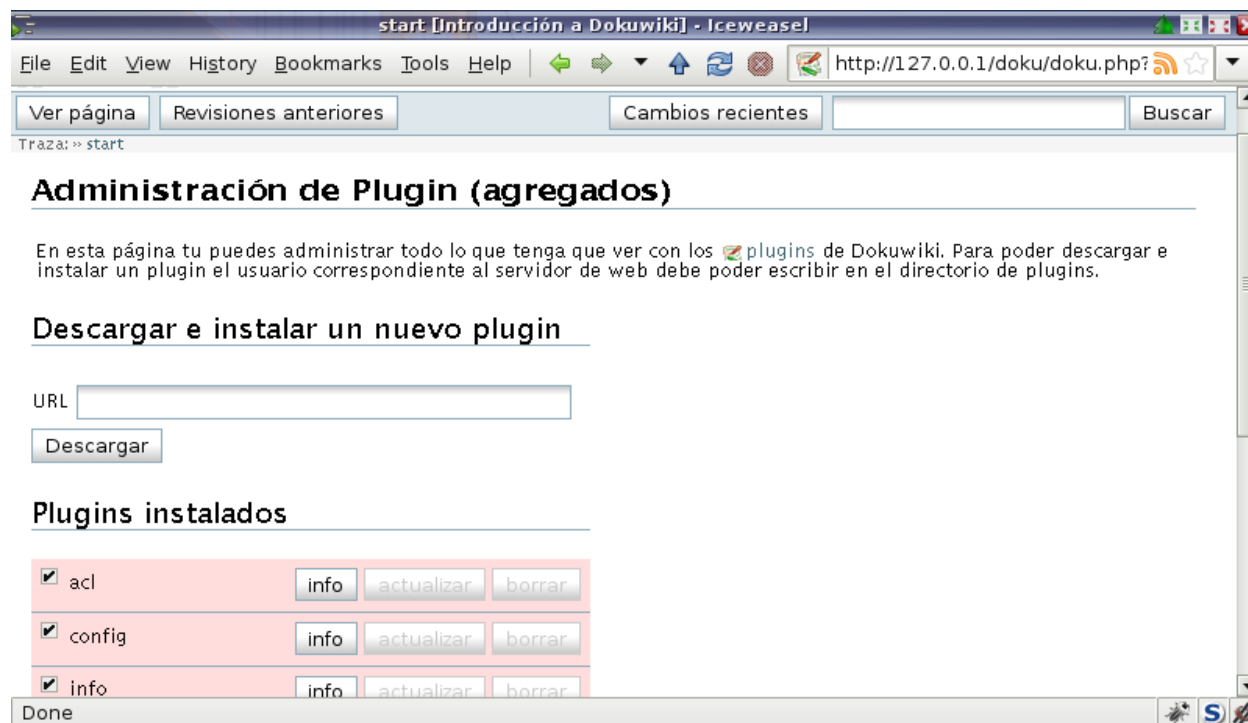 start [Introducción a Dokuwiki] - Iceweasel
File Edit View History Bookmarks Tools Help http://127.0.0.1/doku/doku.php?
Ver página Revisiones anteriores Cambios recientes Buscar
Traza: » start
Administración de Plugin (agregados)
En esta página tu puedes administrar todo lo que tenga que ver con los plugins de Dokuwiki. Para poder descargar e
instalar un plugin el usuario correspondiente al servidor de web debe poder escribir en el directorio de plugins.
Descargar e instalar un nuevo plugin
URL
Descargar
Plugins instalados
acl info actualizar borrar
config info actualizar borrar
info info actualizar borrar
Done S